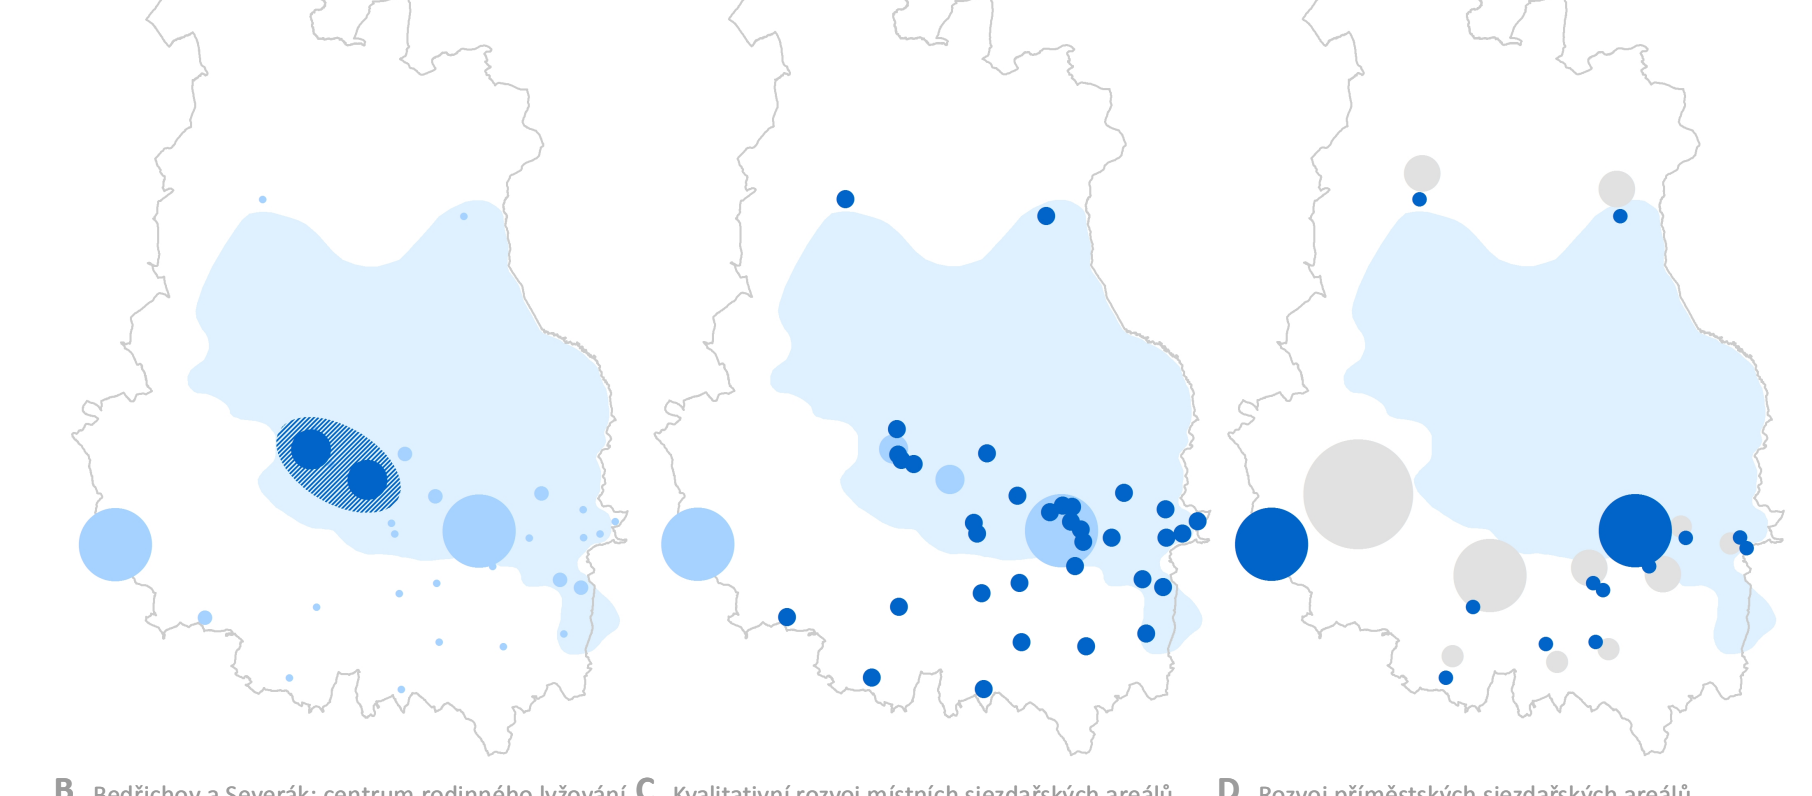 B Bedřichov a Severák: centrum rodinného lyžování
C Kvalitativní rozvoj místních sjezdařských areálů
D Rozvoj příměstských sjezdařských areálů